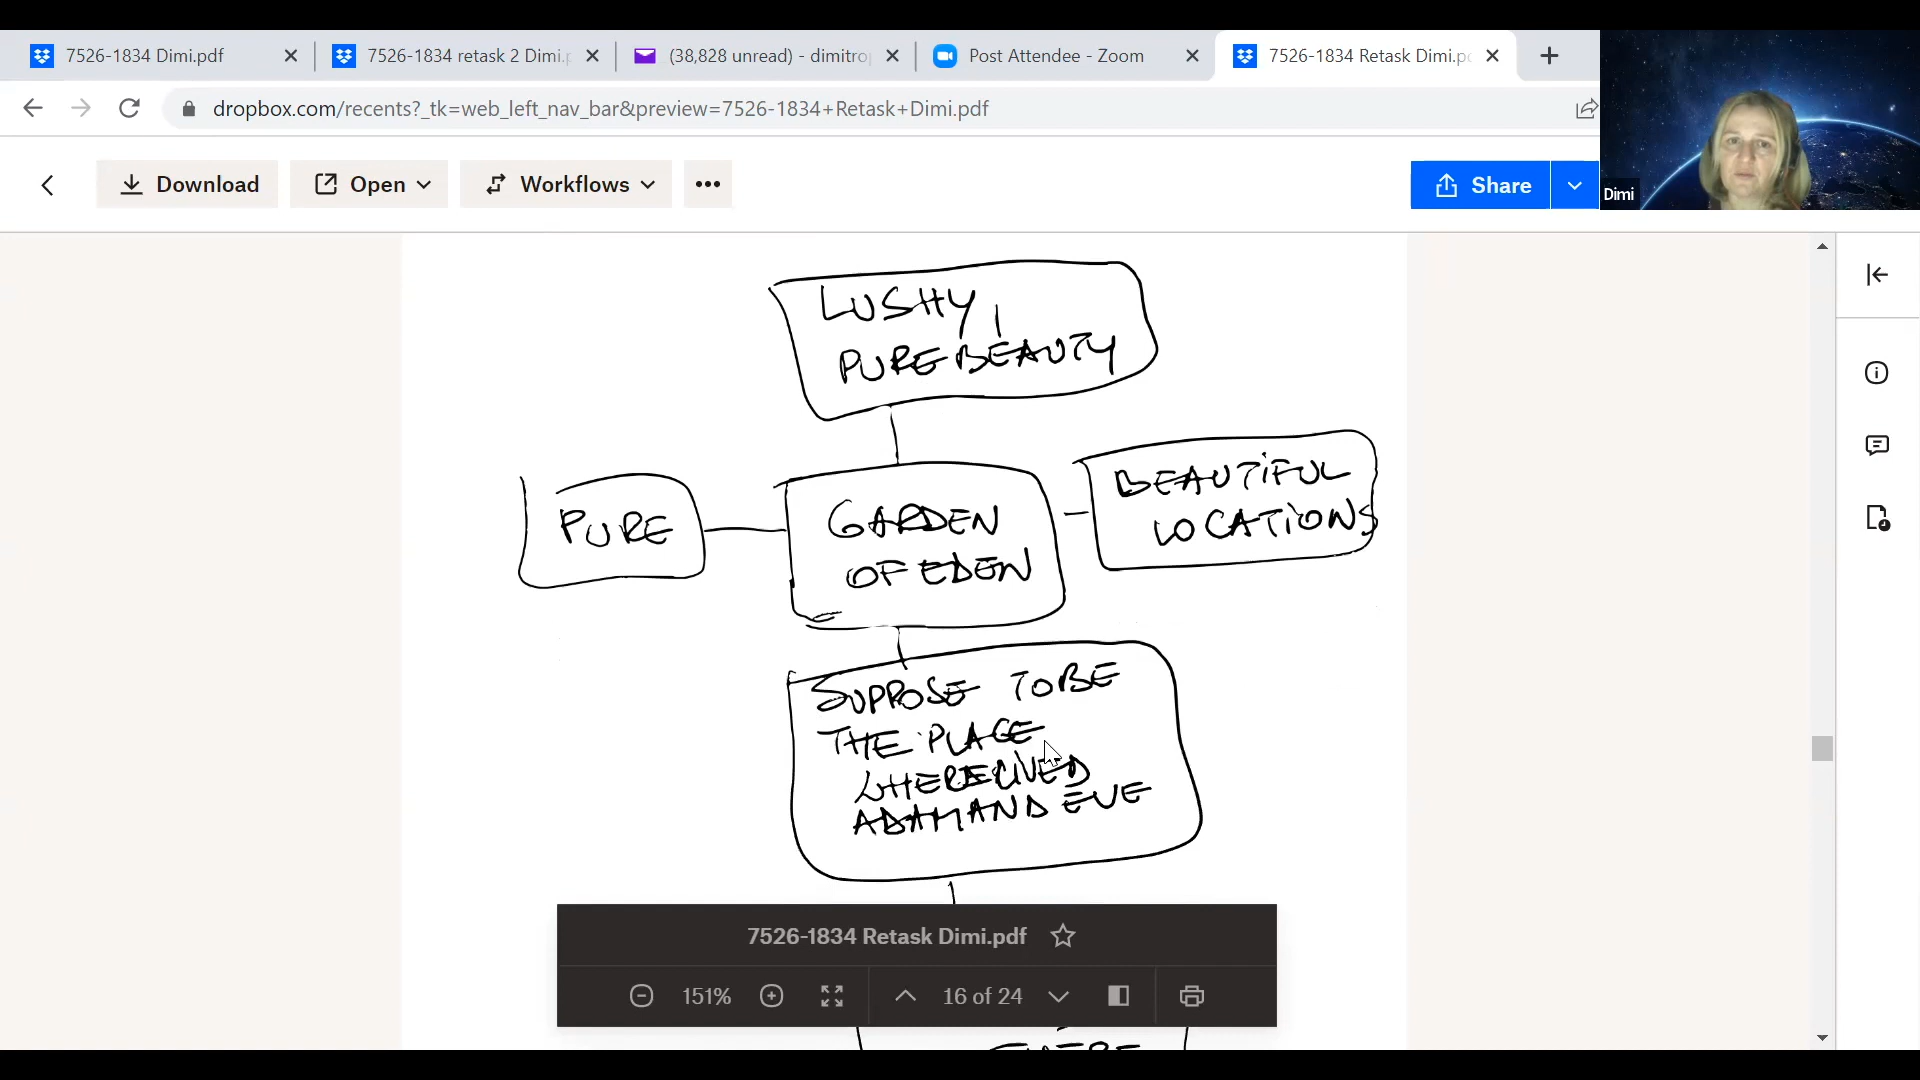 7526-1834 Dimi.pdf
7526-1834 retask 2 Dimi.p
(38,828 unread) - dimitrop
Post Attendee - Zoom
7526-1834 Retask Dimi.pd
dropbox.com/recents?_tk=web_left_nav_bar&preview=7526-1834+Retask+Dimi.pdf
Download
Open
Workflows
Share
Dimi
LUSHY,
PURE BEAUTY
PURE
GARDEN
OF EDEN
BEAUTIFUL
LOCATIONS
SUPPOSE TO BE
THE PLACE
WHERE LIVED
ADAM AND EVE
7526-1834 Retask Dimi.pdf
151%
16 of 24